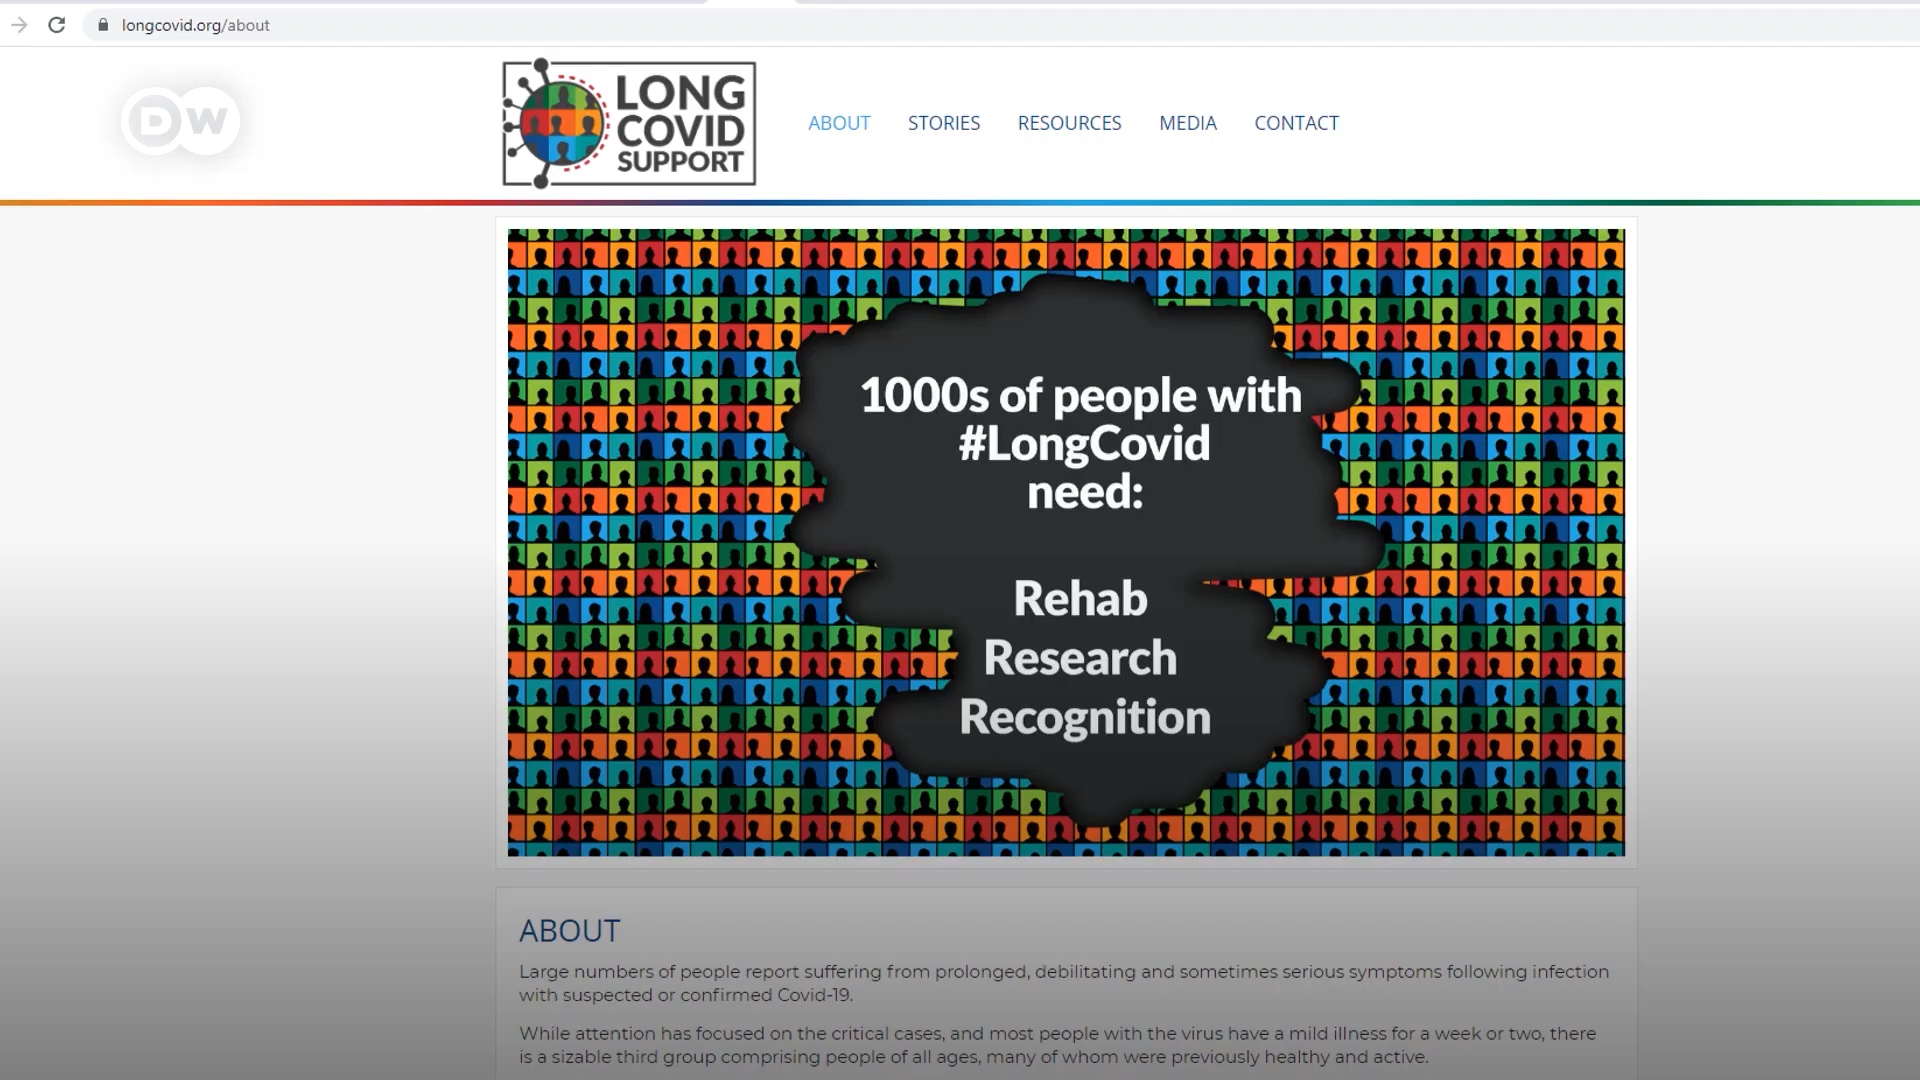 longcovid.org/about
DW
LONG
COVID
SUPPORT
ABOUT STORIES RESOURCES MEDIA CONTACT
1000s of people with
#LongCovid
need:
Rehab
Research
Recognition
ABOUT
Large numbers of people report suffering from prolonged, debilitating and sometimes serious symptoms following infection
with suspected or confirmed Covid-19.
While attention has focused on the critical cases, and most people with the virus have a mild illness for a week or two, there
is a sizable third group comprising people of all ages, many of whom were previously healthy and active.